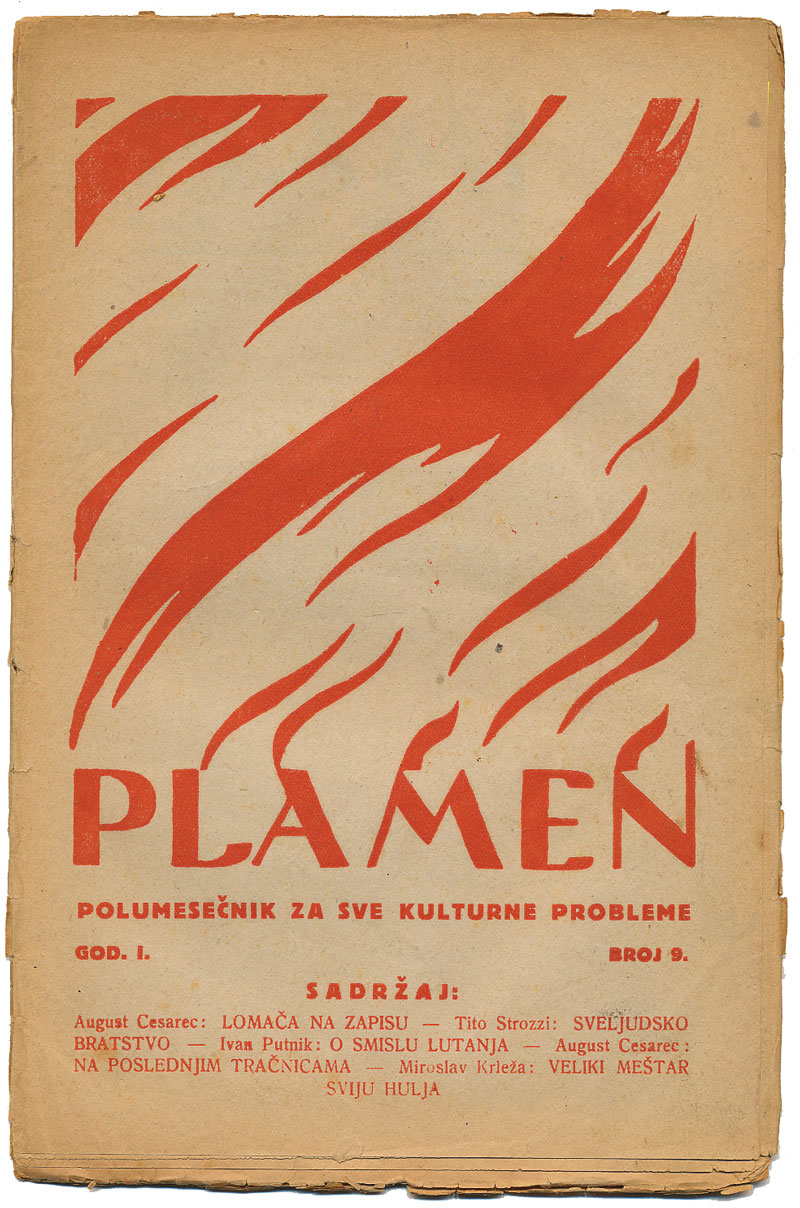 PLAMEN
POLUMESEČNIK ZA SVE KULTURNE PROBLEME
GOD. I. BROJ 9.
SADRŽAJ:
August Cesarec: LOMAČA NA ZAPISU — Tito Strozzi: SVELJUDSKO
BRATSTVO — Ivan Putnik: O SMISLU LUTANJA — August Cesarec:
NA POSLEDNJIM TRAČNICAMA — Miroslav Krleža: VELIKI MEŠTAR
SVIJU HULJA